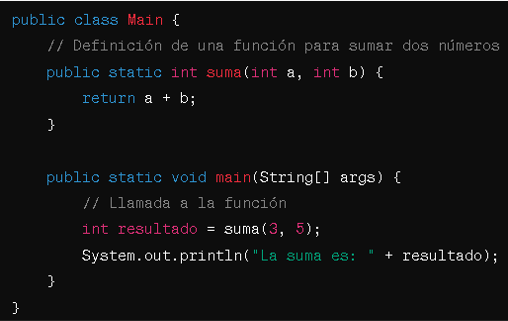 public class Main {
// Definición de una función para sumar dos números
public static int suma(int a, int b) {
return a + b;
}
public static void main(String[] args) {
// Llamada a la función
int resultado = suma(3, 5);
System.out.println("La suma es: " + resultado);
}
}